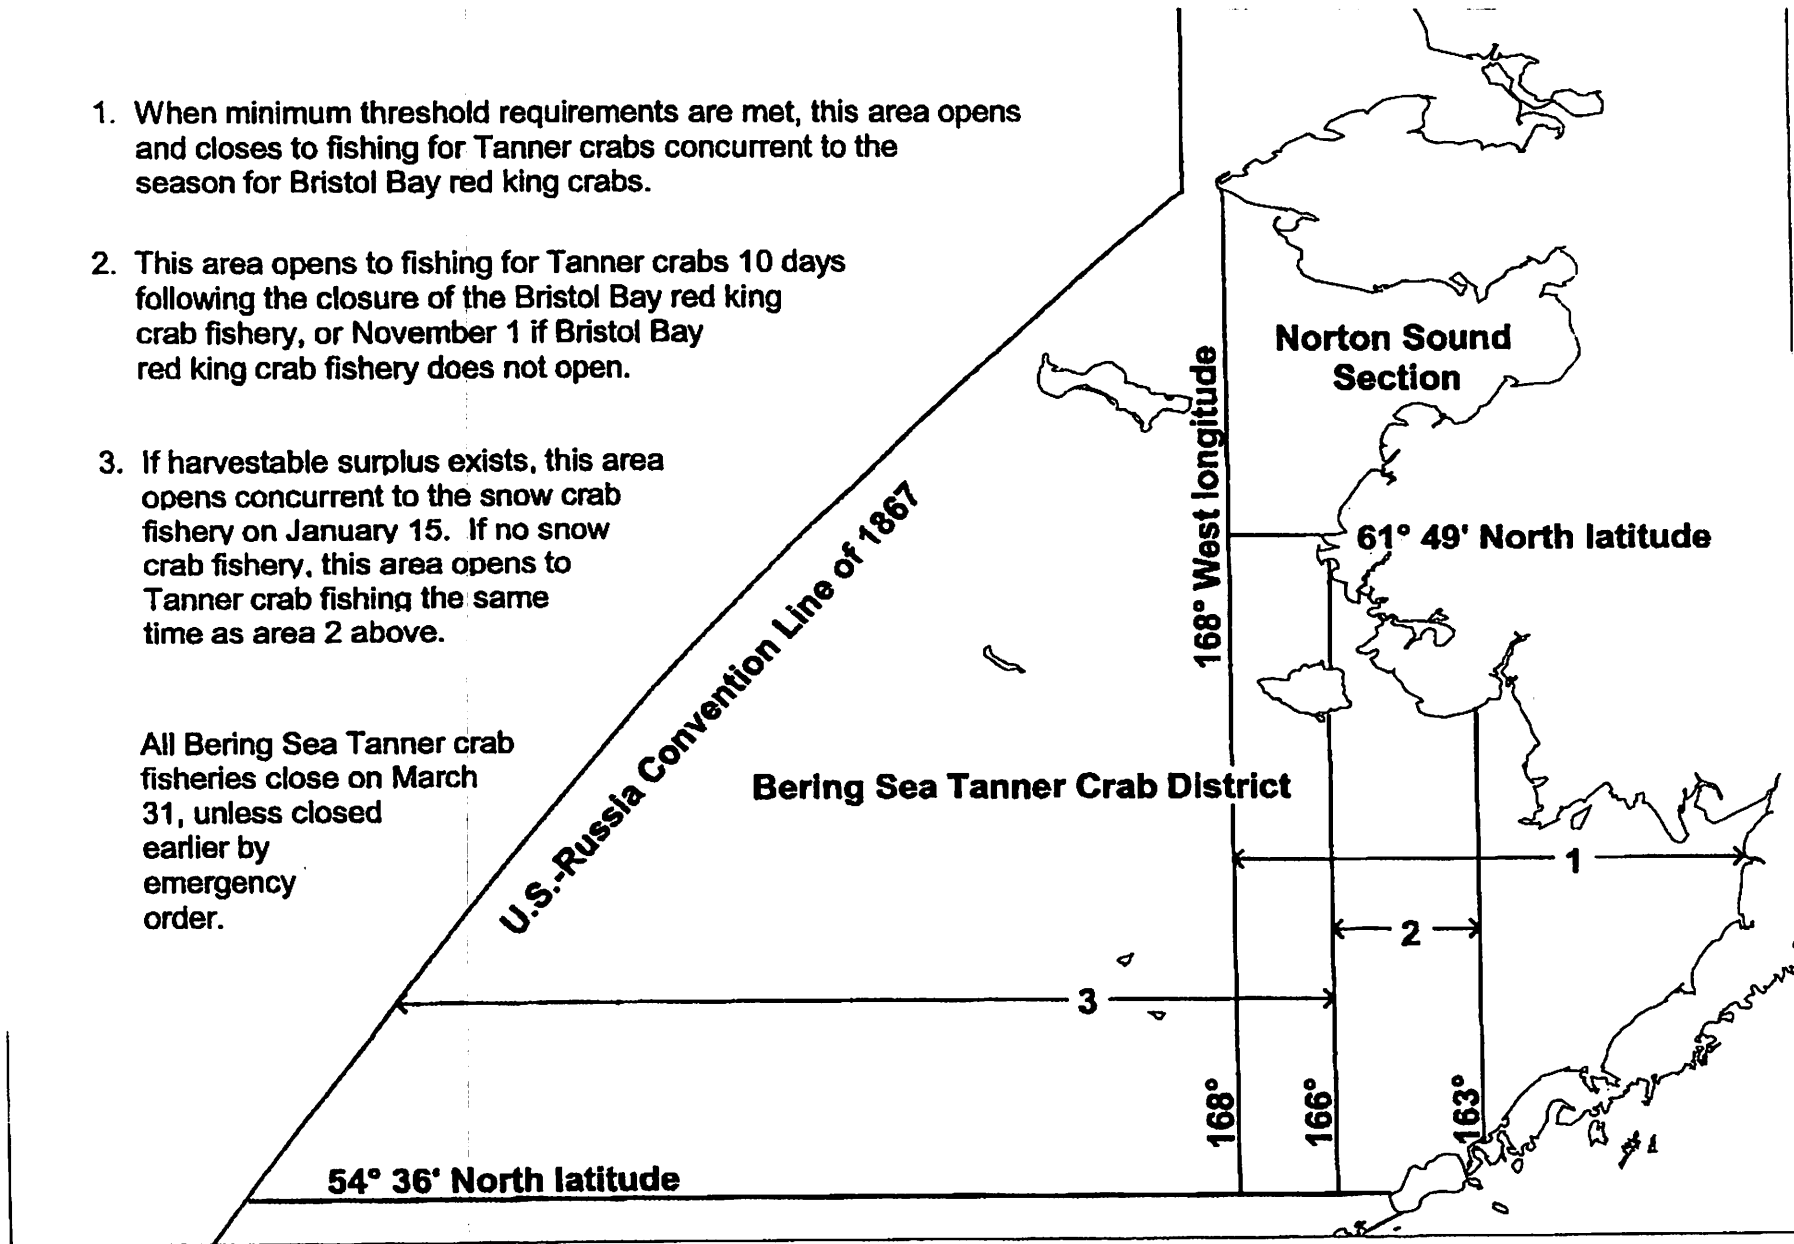 1. When minimum threshold requirements are met, this area opens
and closes to fishing for Tanner crabs concurrent to the
season for Bristol Bay red king crabs.
2. This area opens to fishing for Tanner crabs 10 days
following the closure of the Bristol Bay red king
crab fishery, or November 1 if Bristol Bay
red king crab fishery does not open.
3. If harvestable surplus exists, this area
opens concurrent to the snow crab
fishery on January 15. If no snow
crab fishery, this area opens to
Tanner crab fishing the same
time as area 2 above.
All Bering Sea Tanner crab
fisheries close on March
31, unless closed
earlier by
emergency
order.
U.S.-Russia Convention Line of 1867
168° West longitude
Norton Sound
Section
61° 49' North latitude
Bering Sea Tanner Crab District
1
2
3
168°
166°
163°
54° 36' North latitude